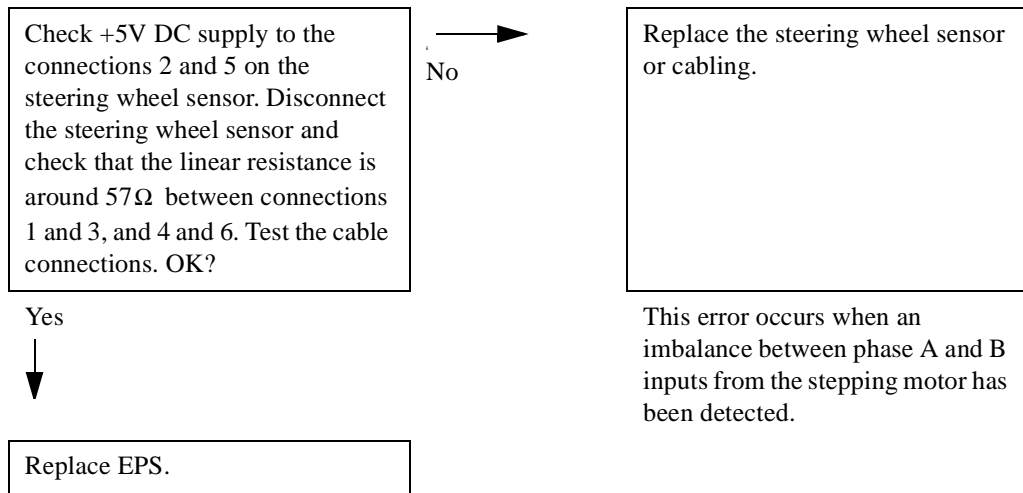 Check +5V DC supply to the
connections 2 and 5 on the
steering wheel sensor. Disconnect
the steering wheel sensor and
check that the linear resistance is
around 57Ω between connections
1 and 3, and 4 and 6. Test the cable
connections. OK?
No
Replace the steering wheel sensor
or cabling.
Yes
This error occurs when an
imbalance between phase A and B
inputs from the stepping motor has
been detected.
Replace EPS.